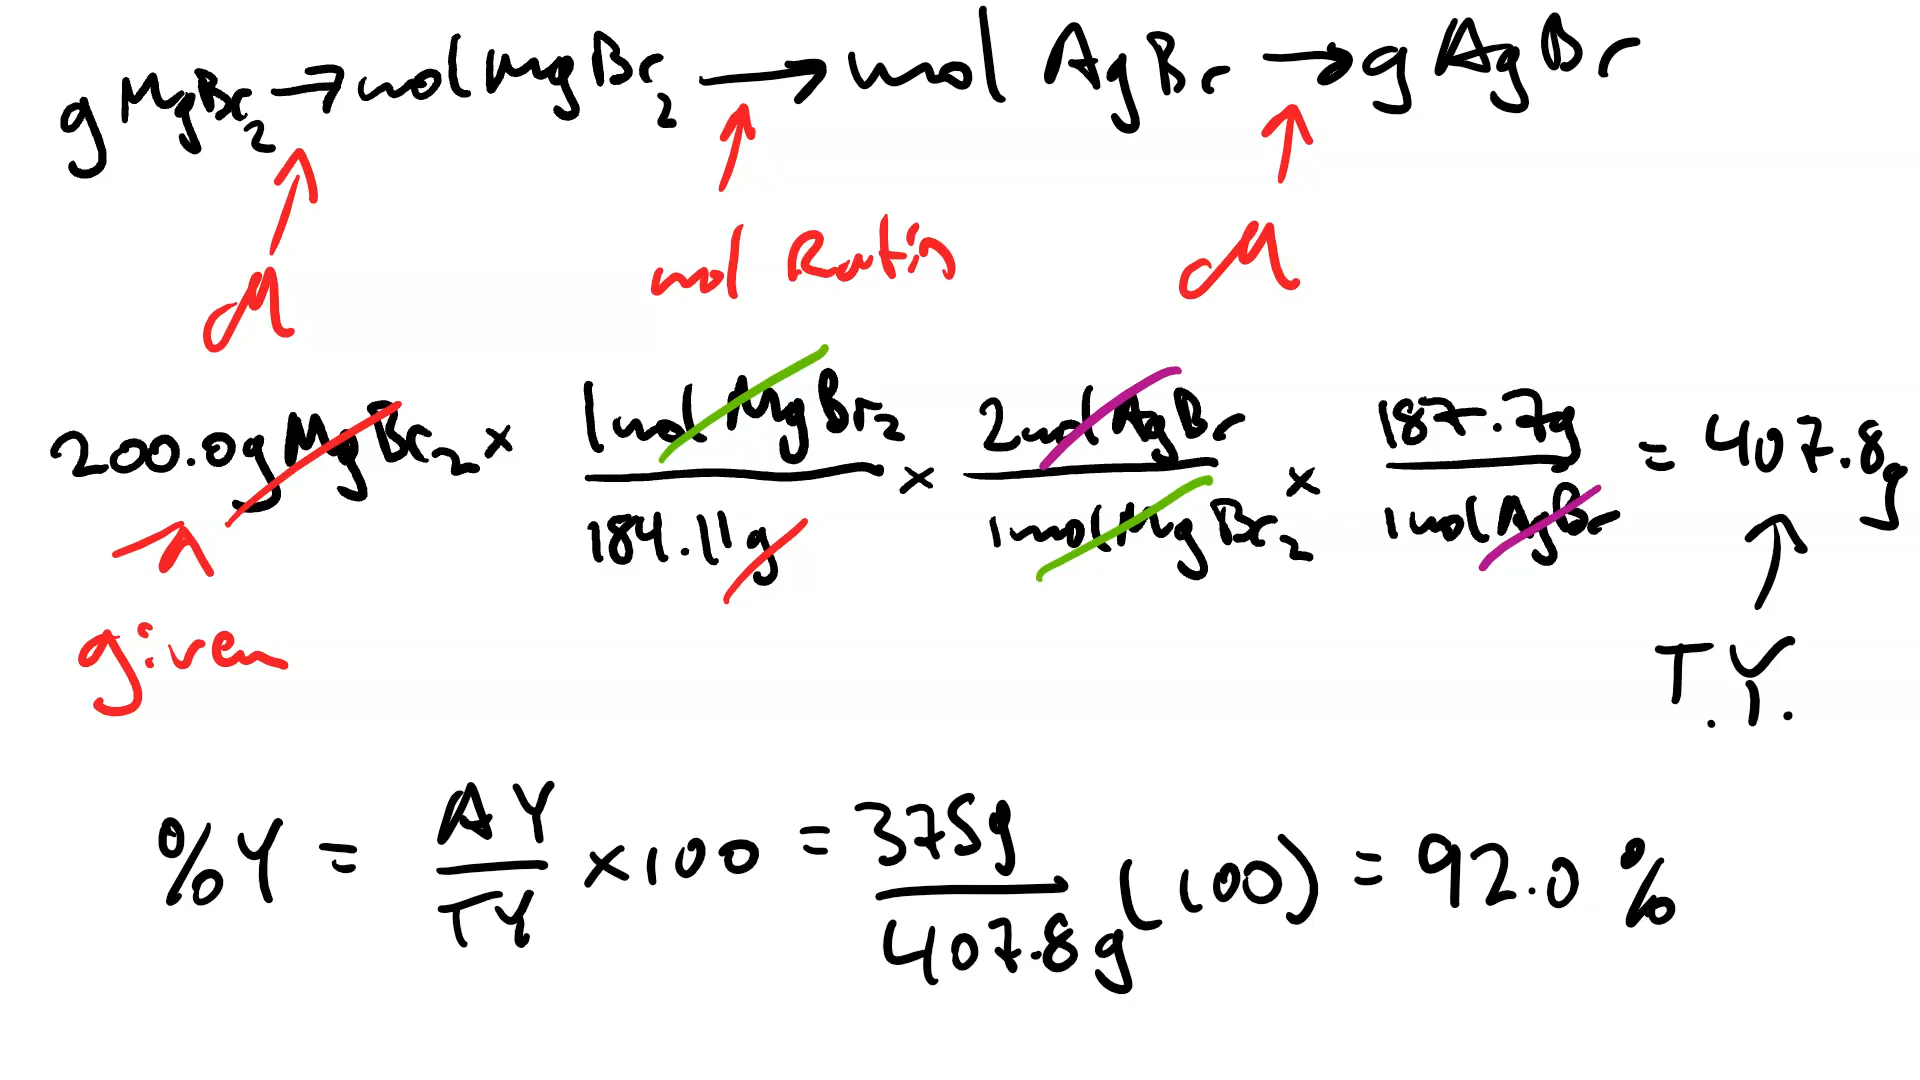 g MgBr₂ → mol MgBr₂ → mol AgBr → g AgBr
M mol Ratio M
200.0g MgBr₂ × 1 mol MgBr₂ / 184.11g × 2 mol AgBr / 1 mol MgBr₂ × 187.7g / 1 mol AgBr = 407.8g
given T.Y.
%Y = AY / TY × 100 = 375g / 407.8g (100) = 92.0 %